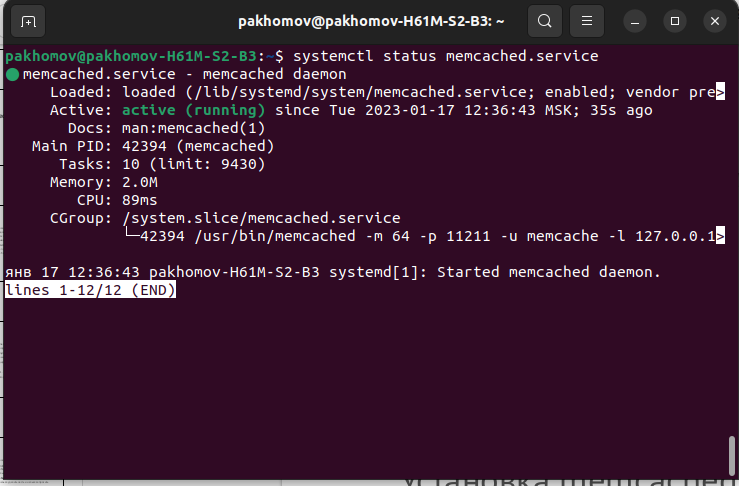 pakhomov@pakhomov-H61M-S2-B3: ~
pakhomov@pakhomov-H61M-S2-B3:~$ systemctl status memcached.service
● memcached.service - memcached daemon
Loaded: loaded (/lib/systemd/system/memcached.service; enabled; vendor pre>
Active: active (running) since Tue 2023-01-17 12:36:43 MSK; 35s ago
Docs: man:memcached(1)
Main PID: 42394 (memcached)
Tasks: 10 (limit: 9430)
Memory: 2.0M
CPU: 89ms
CGroup: /system.slice/memcached.service
└─42394 /usr/bin/memcached -m 64 -p 11211 -u memcache -l 127.0.0.1>
янв 17 12:36:43 pakhomov-H61M-S2-B3 systemd[1]: Started memcached daemon.
lines 1-12/12 (END)
установка memcached